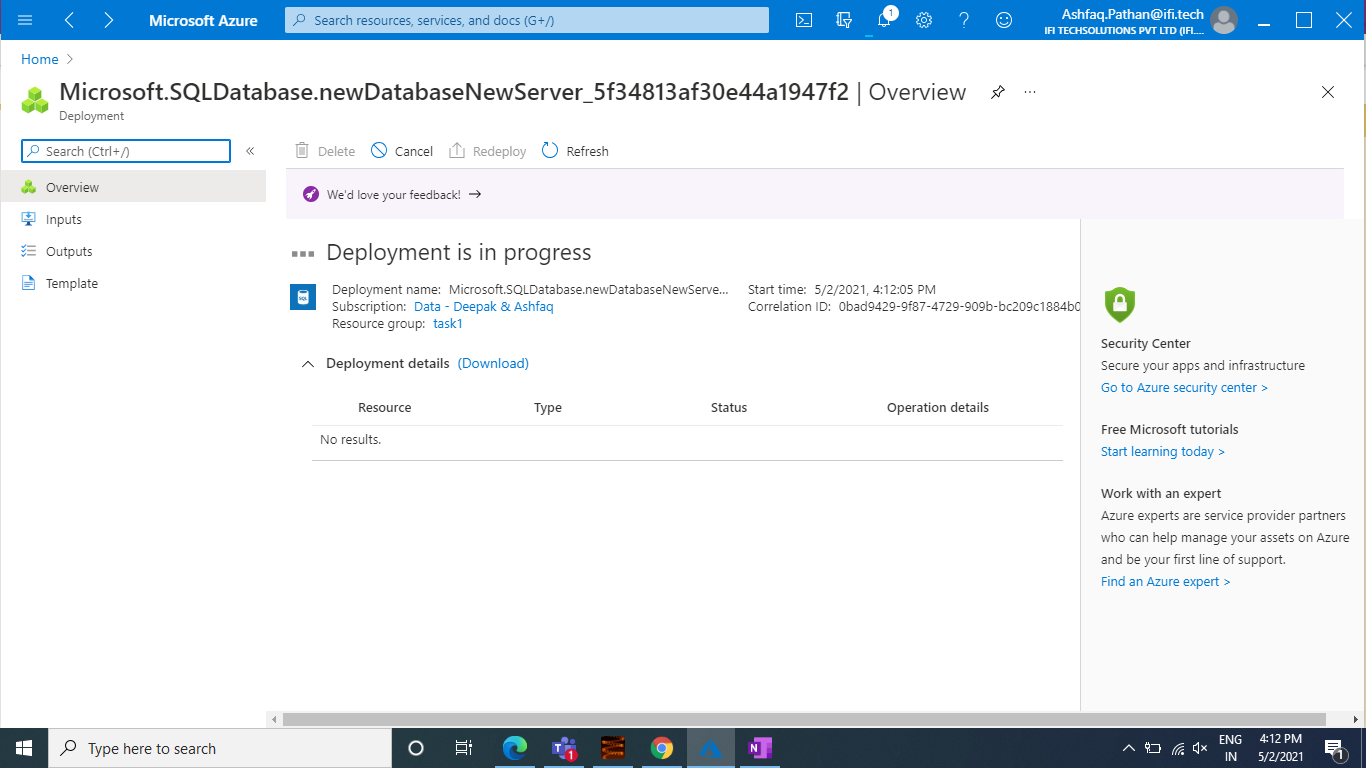 Microsoft Azure
Search resources, services, and docs (G+/)
1
Ashfaq.Pathan@ifi.tech
IFI TECHSOLUTIONS PVT LTD (IFI....
Home
Microsoft.SQLDatabase.newDatabaseNewServer_5f34813af30e44a1947f2 | Overview ...
Deployment
Search (Ctrl+/)
«
Delete Cancel Redeploy Refresh
Overview
Inputs
Outputs
Template
We'd love your feedback! →
Deployment is in progress
Deployment name: Microsoft.SQLDatabase.newDatabaseNewServe...
Subscription: Data - Deepak & Ashfaq
Resource group: task1
Start time: 5/2/2021, 4:12:05 PM
Correlation ID: 0bad9429-9f87-4729-909b-bc209c1884b0
Deployment details (Download)
Resource Type Status Operation details
No results.
Security Center
Secure your apps and infrastructure
Go to Azure security center >
Free Microsoft tutorials
Start learning today >
Work with an expert
Azure experts are service provider partners
who can help manage your assets on Azure
and be your first line of support.
Find an Azure expert >
Type here to search
1
ENG
IN
4:12 PM
5/2/2021
1